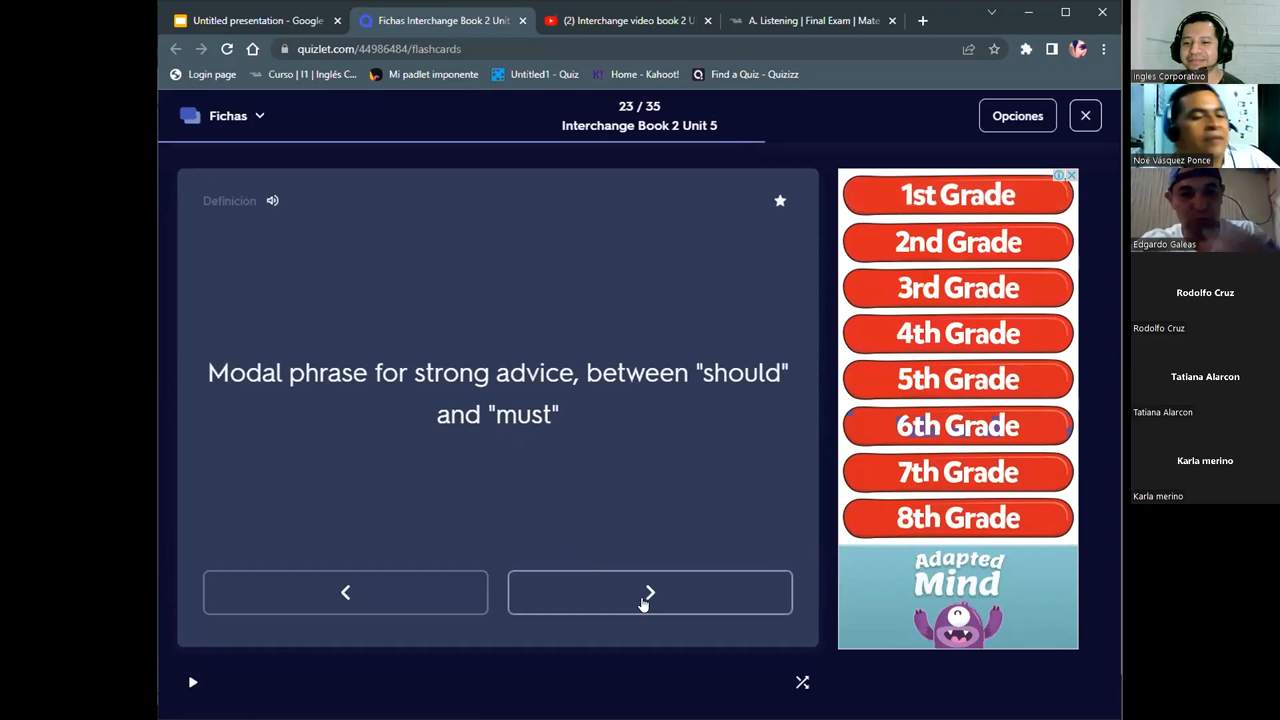 Untitled presentation - Google
Fichas Interchange Book 2 Unit
(2) Interchange video book 2 U
A. Listening | Final Exam | Mate
quizlet.com/44986484/flashcards
Login page
Curso | I1 | Inglés C...
Mi padlet imponente
Untitled1 - Quiz
Home - Kahoot!
Find a Quiz - Quizizz
Fichas
23 / 35
Interchange Book 2 Unit 5
Opciones
Definicion
Modal phrase for strong advice, between "should"
and "must"
1st Grade
2nd Grade
3rd Grade
4th Grade
5th Grade
6th Grade
7th Grade
8th Grade
Adapted
Mind
Ingles Corporativo
Noé Vásquez Ponce
Edgardo Galeas
Rodolfo Cruz
Rodolfo Cruz
Tatiana Alarcon
Tatiana Alarcon
Karla merino
Karla merino